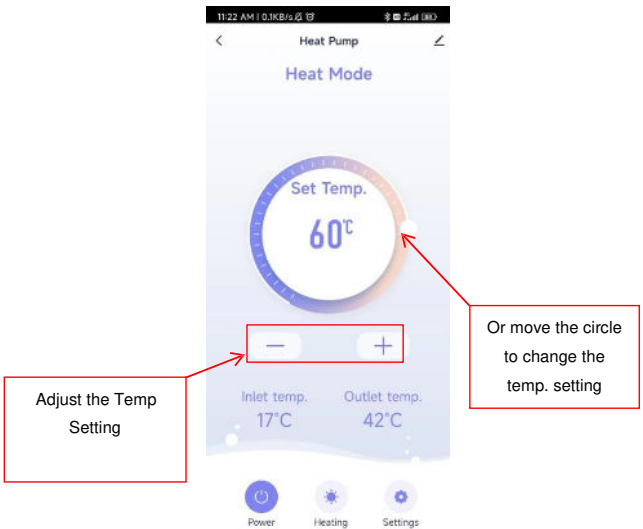 11:22 AM | 0.1KB/s
Heat Pump
Heat Mode
Set Temp.
60℃
Or move the circle
to change the
temp. setting
Adjust the Temp
Setting
Inlet temp. Outlet temp.
17°C 42°C
Power Heating Settings